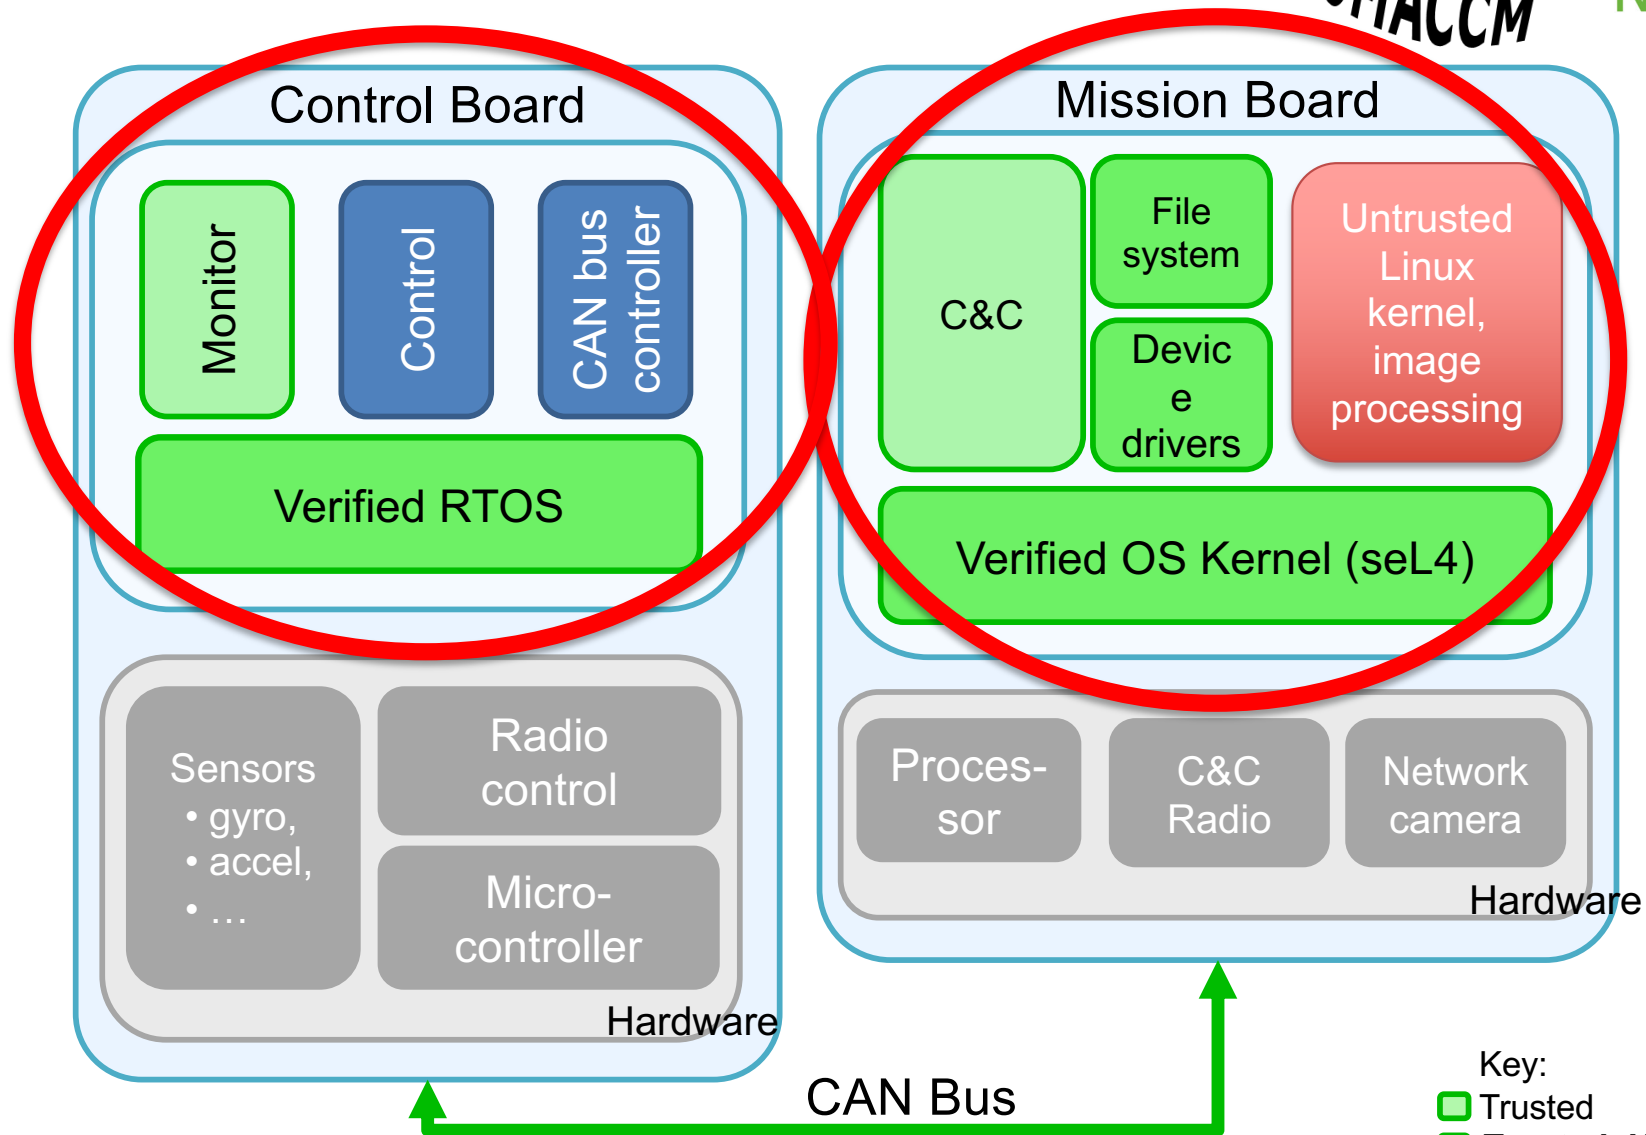 Control Board
Monitor
Control
CAN bus
controller
Verified RTOS
Sensors
• gyro,
• accel,
• …
Radio
control
Micro-
controller
Hardware
Mission Board
C&C
File
system
Devic
e
drivers
Untrusted
Linux
kernel,
image
processing
Verified OS Kernel (seL4)
Proces-
sor
C&C
Radio
Network
camera
Hardware
CAN Bus
Key:
Trusted